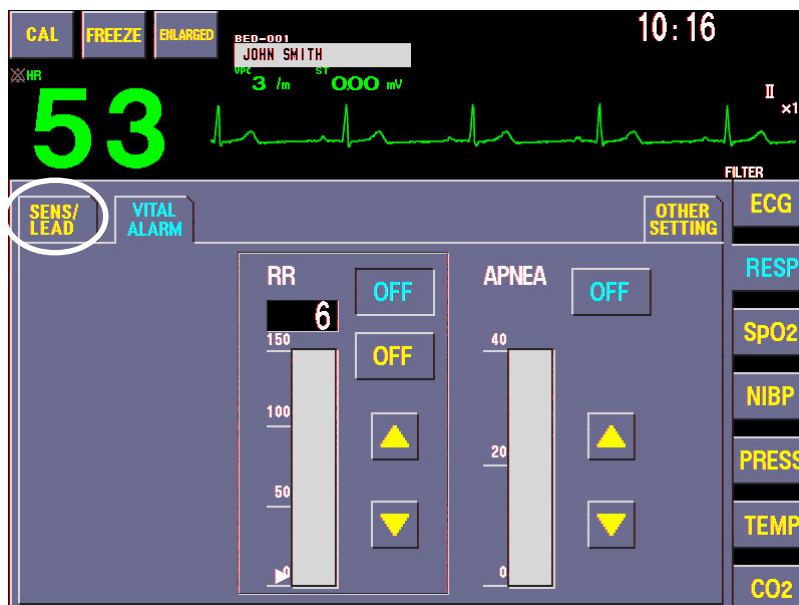 CAL FREEZE ENLARGED
BED-001
10:16
JOHN SMITH
HR
VPC 3 /m ST 0.00 mV
53
II
×1
FILTER
SENS/
LEAD
VITAL
ALARM
OTHER
SETTING
ECG
RESP
SpO2
NIBP
PRESS
TEMP
CO2
RR
OFF
6
OFF
150
100
50
0
APNEA
OFF
40
20
0